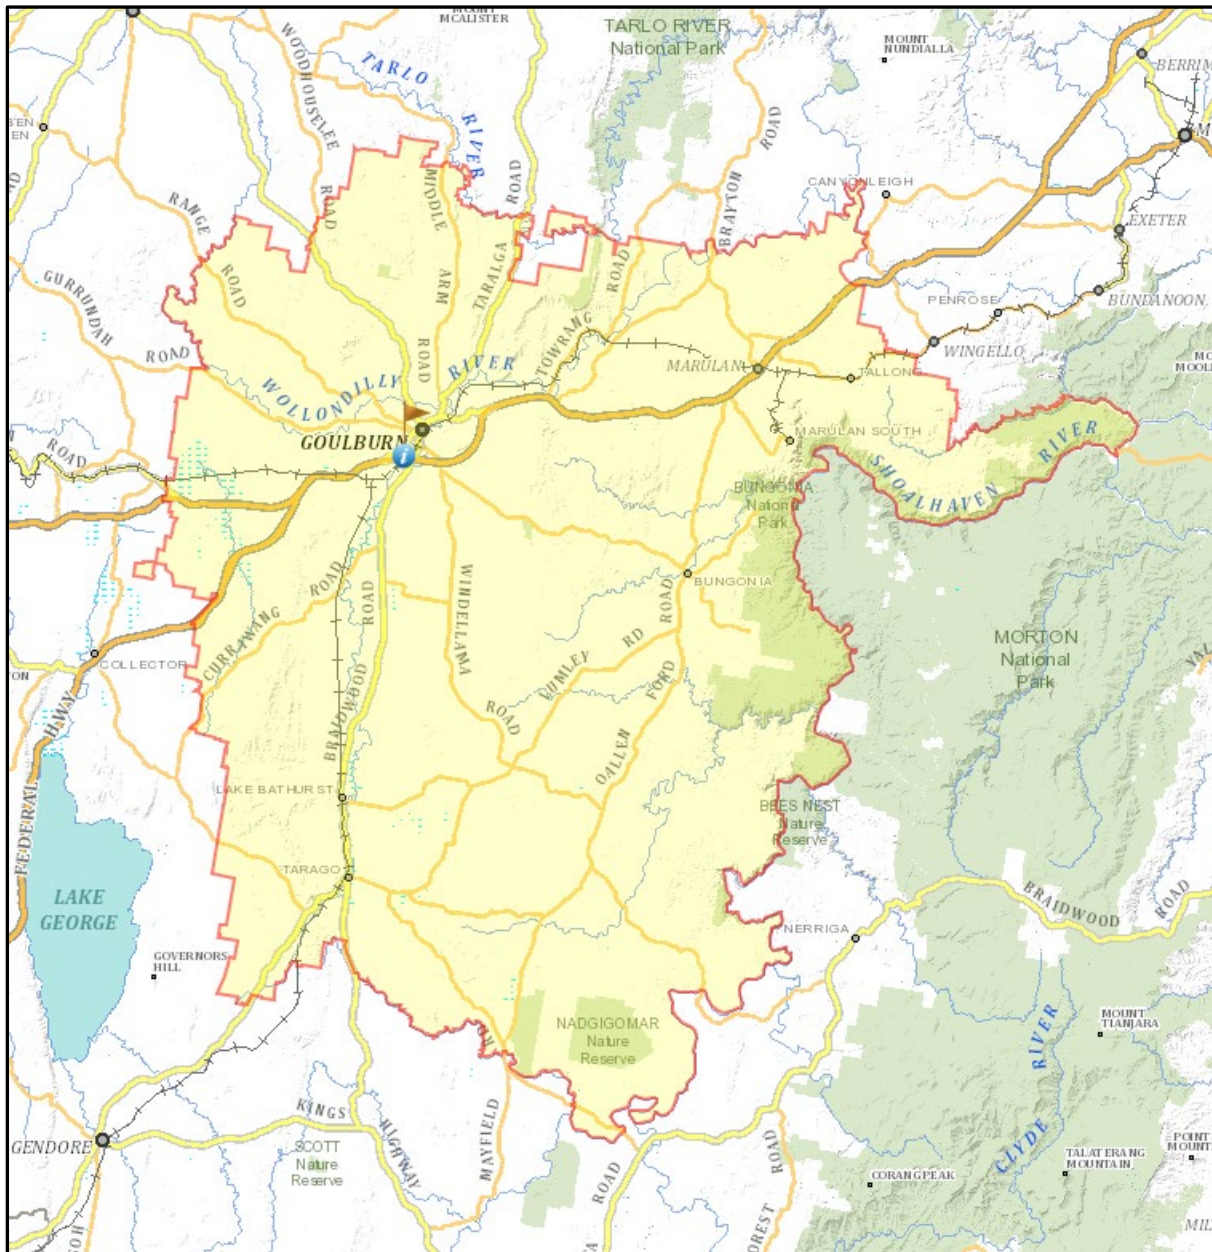 MOUNT
MCALISTER
TARLO RIVER
National Park
MOUNT
NUNDIALLA
BERRIM
WOODHOUSELEE
ROAD
TARLO
RIVER
ROAD
BRAYTON
ROAD
M
CANYONLEIGH
RANGE
ROAD
MIDDLE
ARM
ROAD
TARALGA
EXETER
GURRUNDAH
ROAD
ROAD
TOWRANG
PENROSE
BUNDANOON
WINGELLO
WOLLONDILLY
RIVER
MARULAN
TALLONG
GOULBURN
i
ROAD
MARULAN SOUTH
SHOALHAVEN
RIVER
BUNGONIA
National
Park
BUNGONIA
CURRAWANG
ROAD
ROAD
BRAIDWOOD
WINDELLAMA
ROAD
LUMLEY
RD
ROAD
FORD
OALLEN
MORTON
National
Park
COLLECTOR
FEDERAL
HWY
LAKE BATHURST
BEES NEST
Nature
Reserve
TARAGO
LAKE
GEORGE
BRAIDWOOD
ROAD
NERRIGA
GOVERNORS
HILL
NADGIGOMAR
Nature
Reserve
MOUNT
TIANJARA
CLYDE
RIVER
GENDORE
KINGS
HIGHWAY
MAYFIELD
SCOTT
Nature
Reserve
ROAD
ROAD
OREST
CORANGPEAK
TALATERANG
MOUNTAIN
POINT
MOUNT